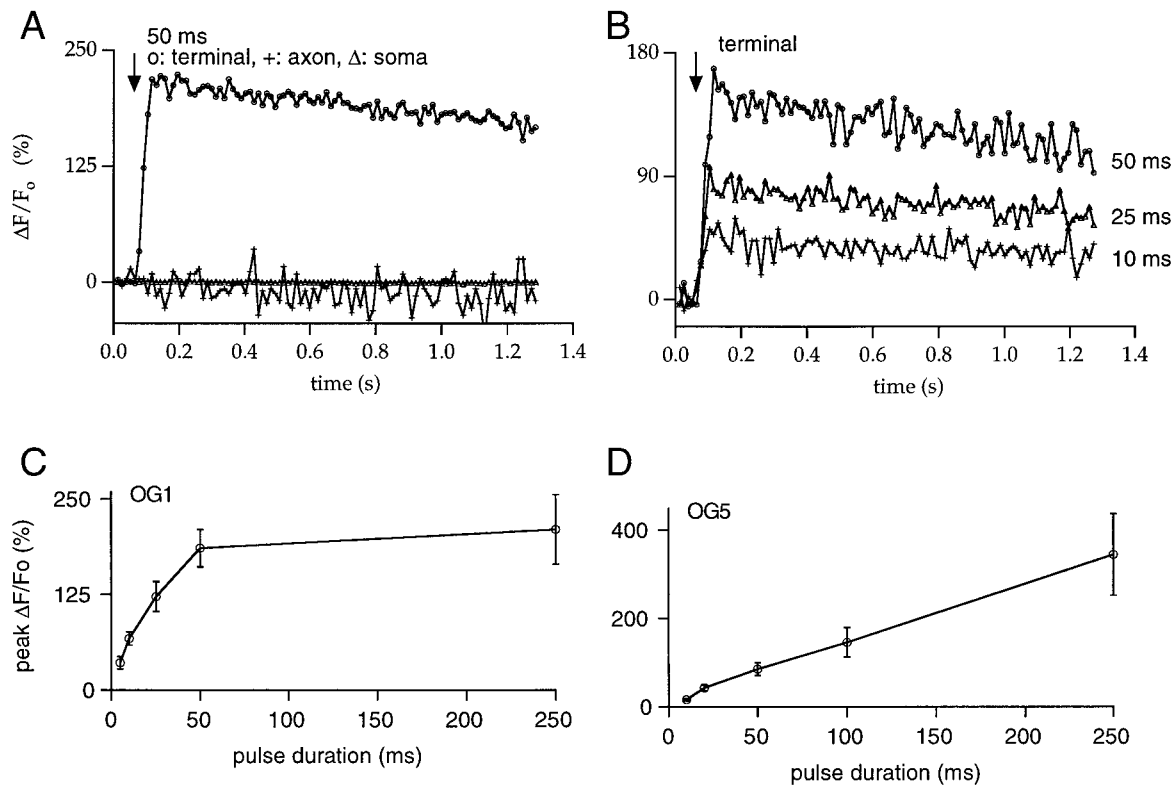 A
50 ms
o: terminal, +: axon, Δ: soma
250
125
0
ΔF/Fo (%)
0.0 0.2 0.4 0.6 0.8 1.0 1.2 1.4
time (s)
B
terminal
180
90
0
50 ms
25 ms
10 ms
0.0 0.2 0.4 0.6 0.8 1.0 1.2 1.4
time (s)
C
OG1
250
125
0
peak ΔF/Fo (%)
0 50 100 150 200 250
pulse duration (ms)
D
OG5
400
200
0
0 50 100 150 200 250
pulse duration (ms)